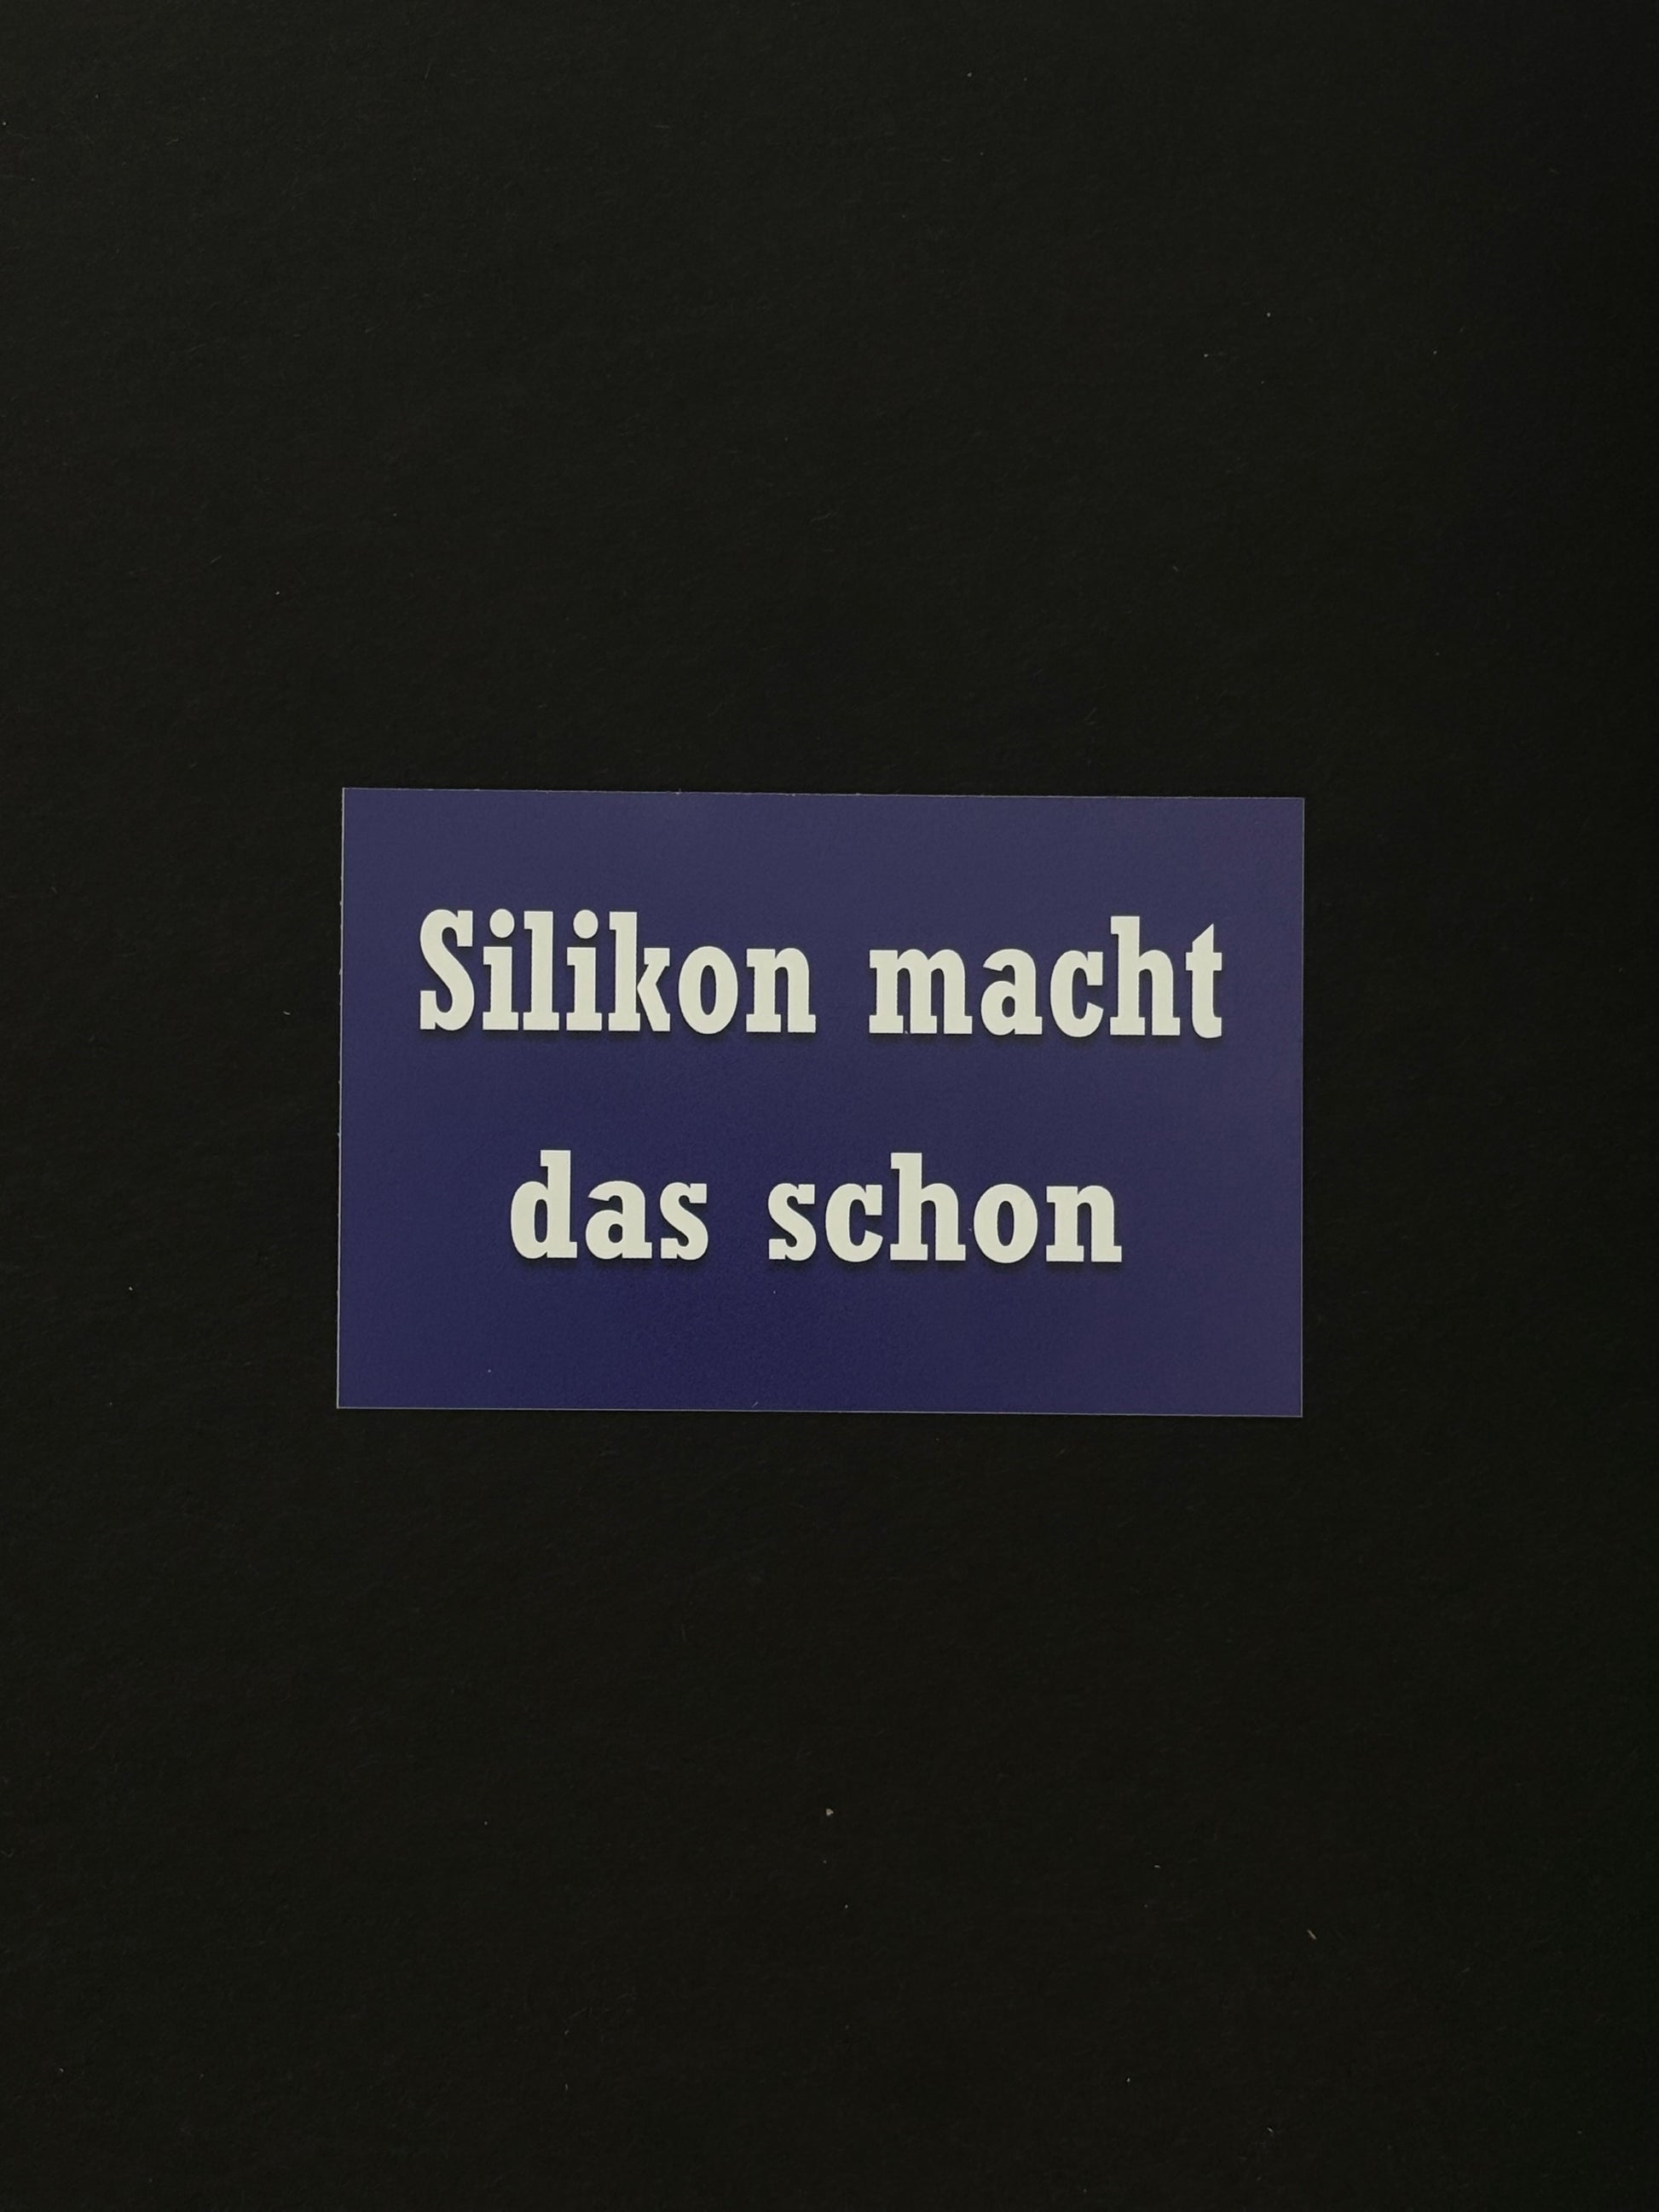 Silikon macht
das schon